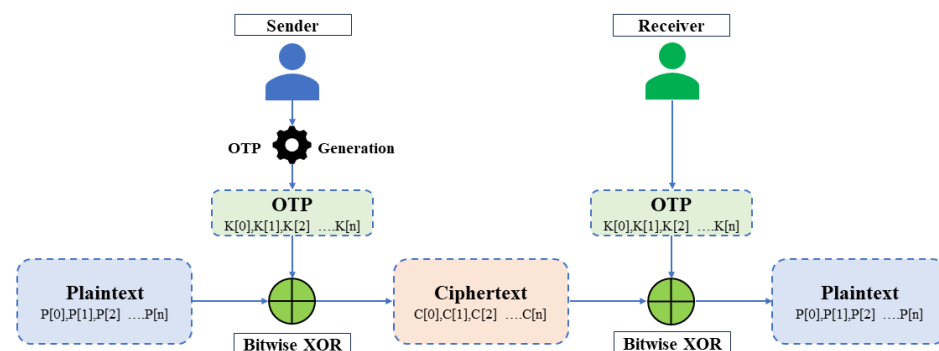 Sender
Receiver
OTP Generation
OTP
K[0],K[1],K[2] ....K[n]
OTP
K[0],K[1],K[2] ....K[n]
Plaintext
P[0],P[1],P[2] ....P[n]
Ciphertext
C[0],C[1],C[2] ....C[n]
Plaintext
P[0],P[1],P[2] ....P[n]
Bitwise XOR
Bitwise XOR